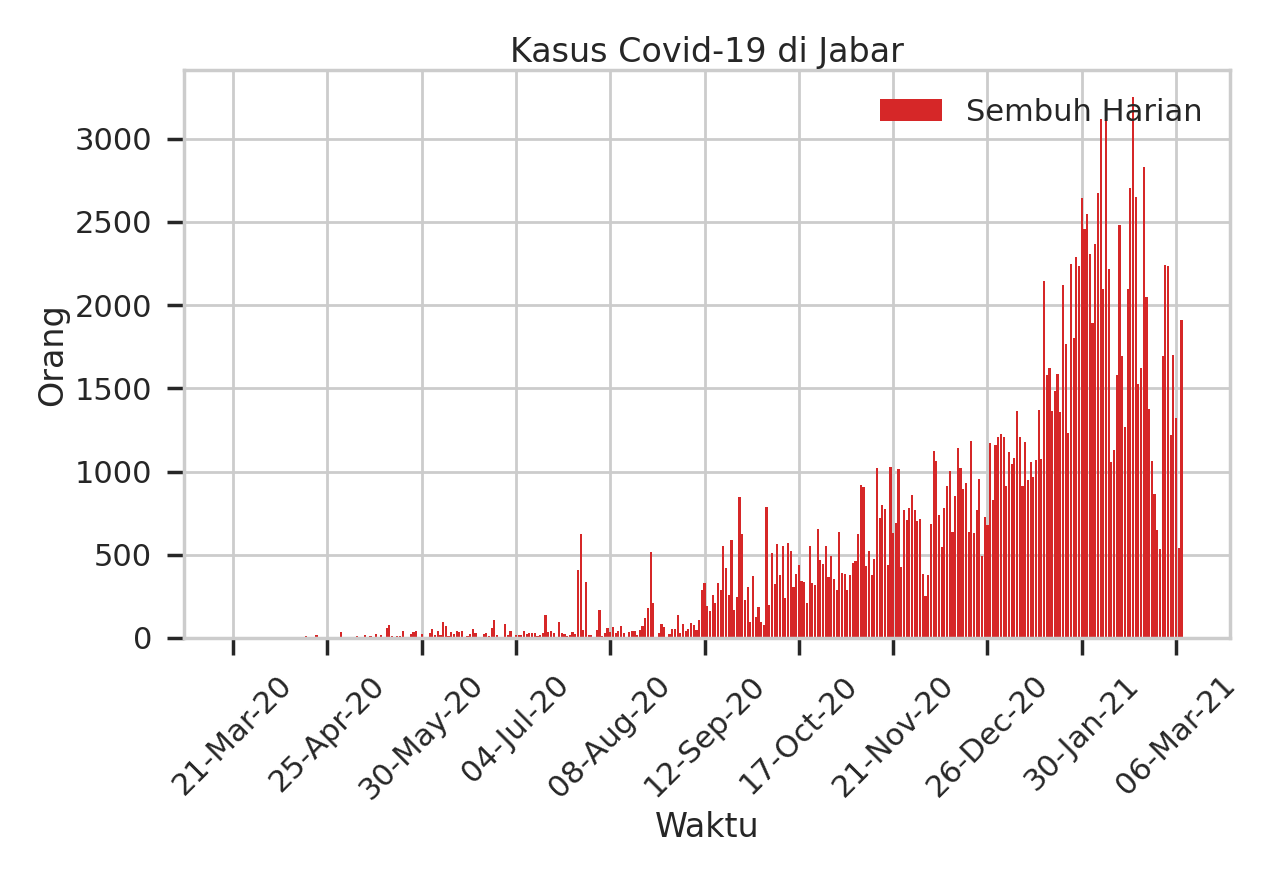 Kasus Covid-19 di Jabar
Sembuh Harian
3000
2500
2000
1500
1000
500
0
Orang
21-Mar-20
25-Apr-20
30-May-20
04-Jul-20
08-Aug-20
12-Sep-20
17-Oct-20
21-Nov-20
26-Dec-20
30-Jan-21
06-Mar-21
Waktu